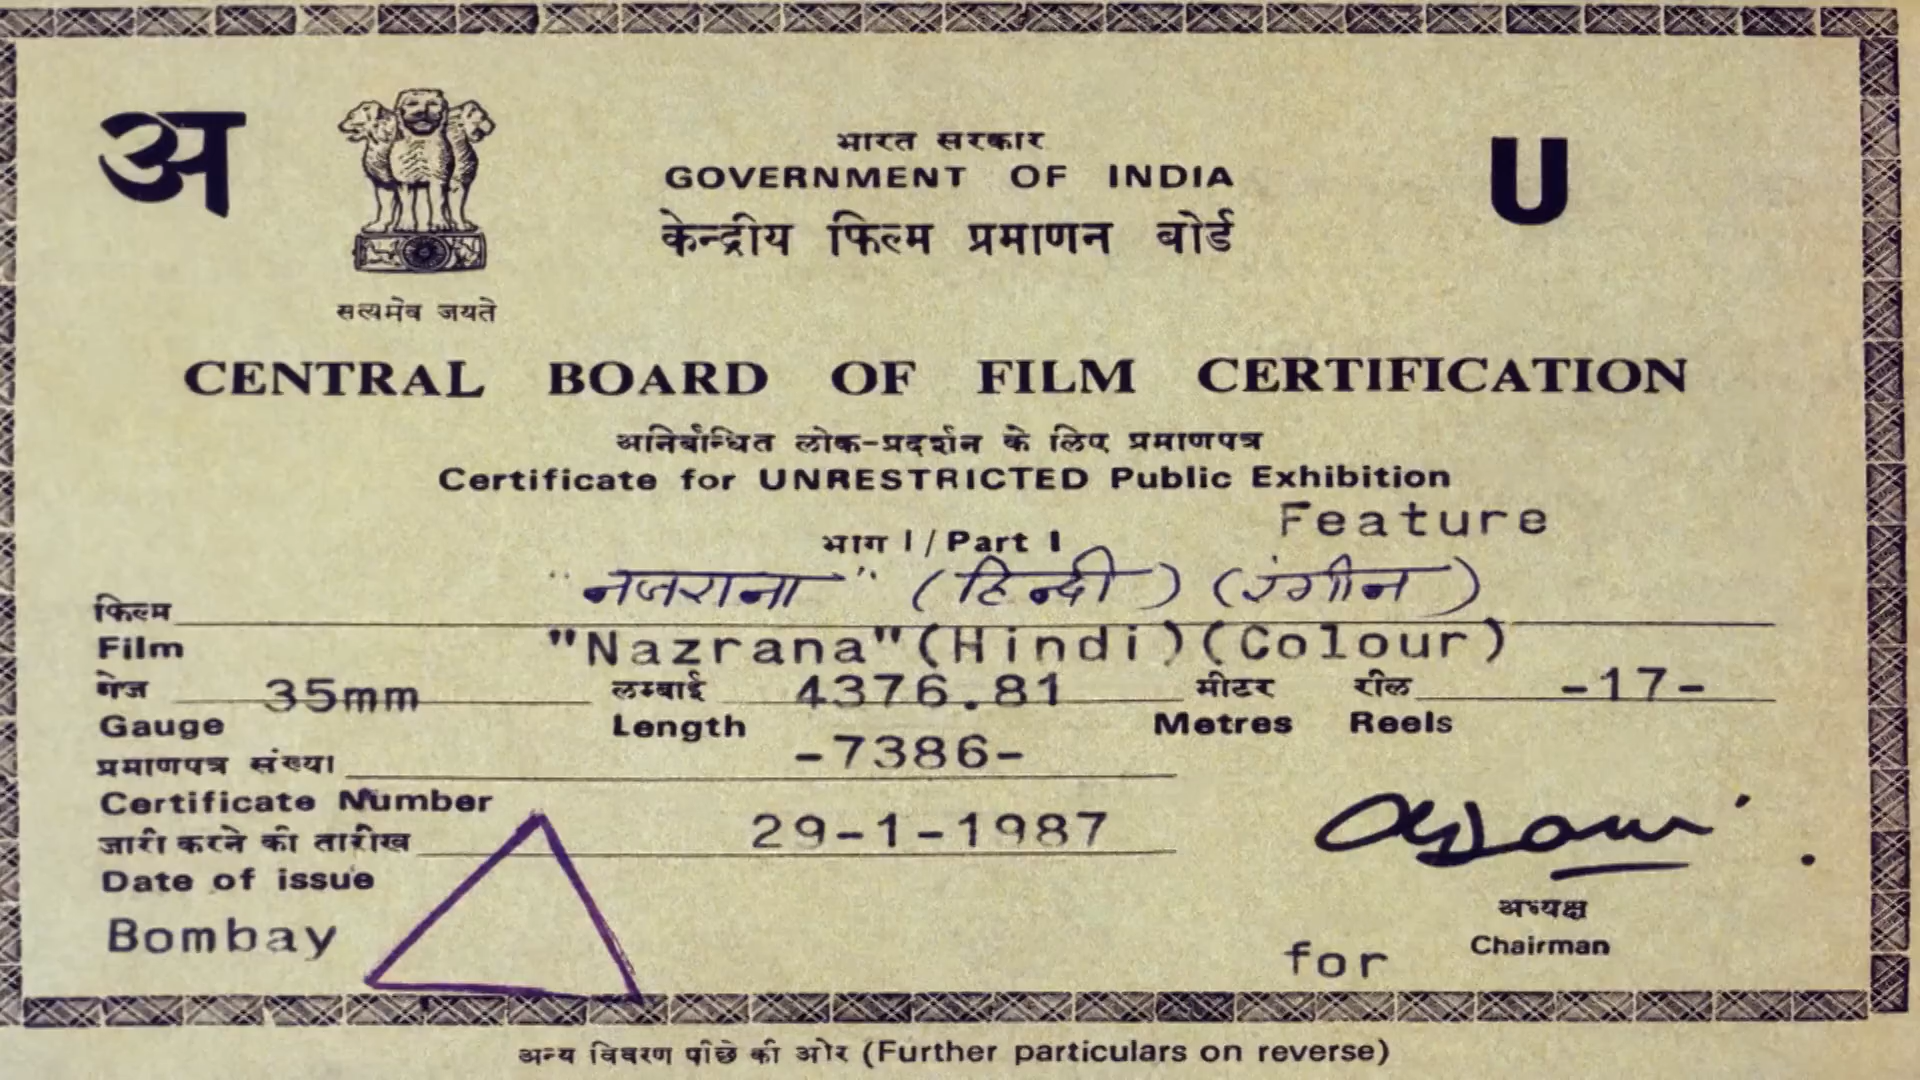 अ
U
भारत सरकार
GOVERNMENT OF INDIA
केन्द्रीय फिल्म प्रमाणन बोर्ड
सत्यमेव जयते
CENTRAL BOARD OF FILM CERTIFICATION
अनिर्बन्धित लोक-प्रदर्शन के लिए प्रमाणपत्र
Certificate for UNRESTRICTED Public Exhibition
Feature
भाग I / Part I
फिल्म "नजराना" (हिन्दी) (रंगीन)
Film "Nazrana"(Hindi)(Colour)
गेज 35mm लम्बाई 4376.81 मीटर रील -17-
Gauge Length Metres Reels
प्रमाणपत्र संख्या -7386-
Certificate Number
जारी करने की तारीख 29-1-1987
Date of issue
Bombay
अध्यक्ष
for Chairman
अन्य विवरण पीछे की ओर (Further particulars on reverse)